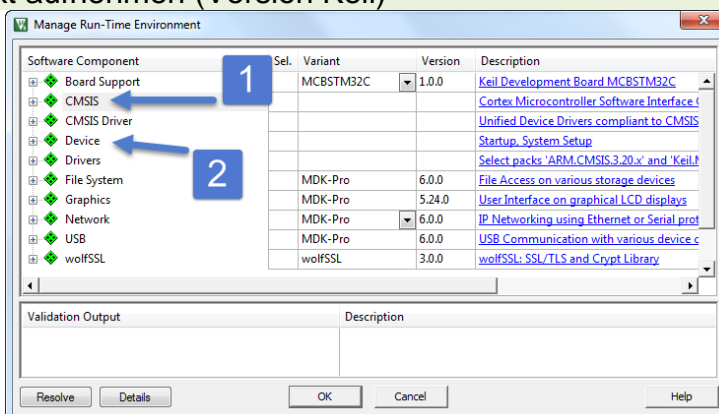 kt aufnehmen (Version Keil)
Manage Run-Time Environment
Software Component Sel. Variant Version Description
Board Support MCBSTM32C 1.0.0 Keil Development Board MCBSTM32C
CMSIS Cortex Microcontroller Software Interface
CMSIS Driver Unified Device Drivers compliant to CMSIS
Device Startup, System Setup
Drivers Select packs 'ARM.CMSIS.3.20.x' and 'Keil.
File System MDK-Pro 6.0.0 File Access on various storage devices
Graphics MDK-Pro 5.24.0 User Interface on graphical LCD displays
Network MDK-Pro 6.0.0 IP Networking using Ethernet or Serial prot
USB MDK-Pro 6.0.0 USB Communication with various device c
wolfSSL wolfSSL 3.0.0 wolfSSL: SSL/TLS and Crypt Library
1
2
Validation Output Description
Resolve Details OK Cancel Help